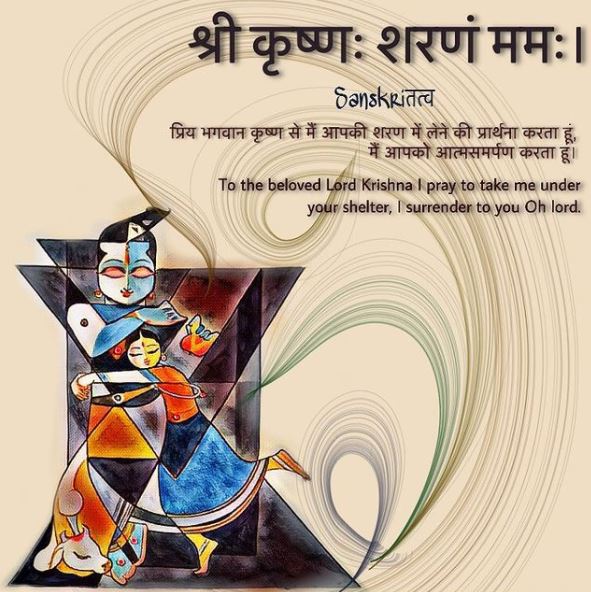 श्री कृष्णः शरणं ममः।
Sanskritतत्व
प्रिय भगवान कृष्ण से मैं आपकी शरण में लेने की प्रार्थना करता हूं,
मैं आपको आत्मसमर्पण करता हूं।
To the beloved Lord Krishna I pray to take me under
your shelter, I surrender to you Oh lord.